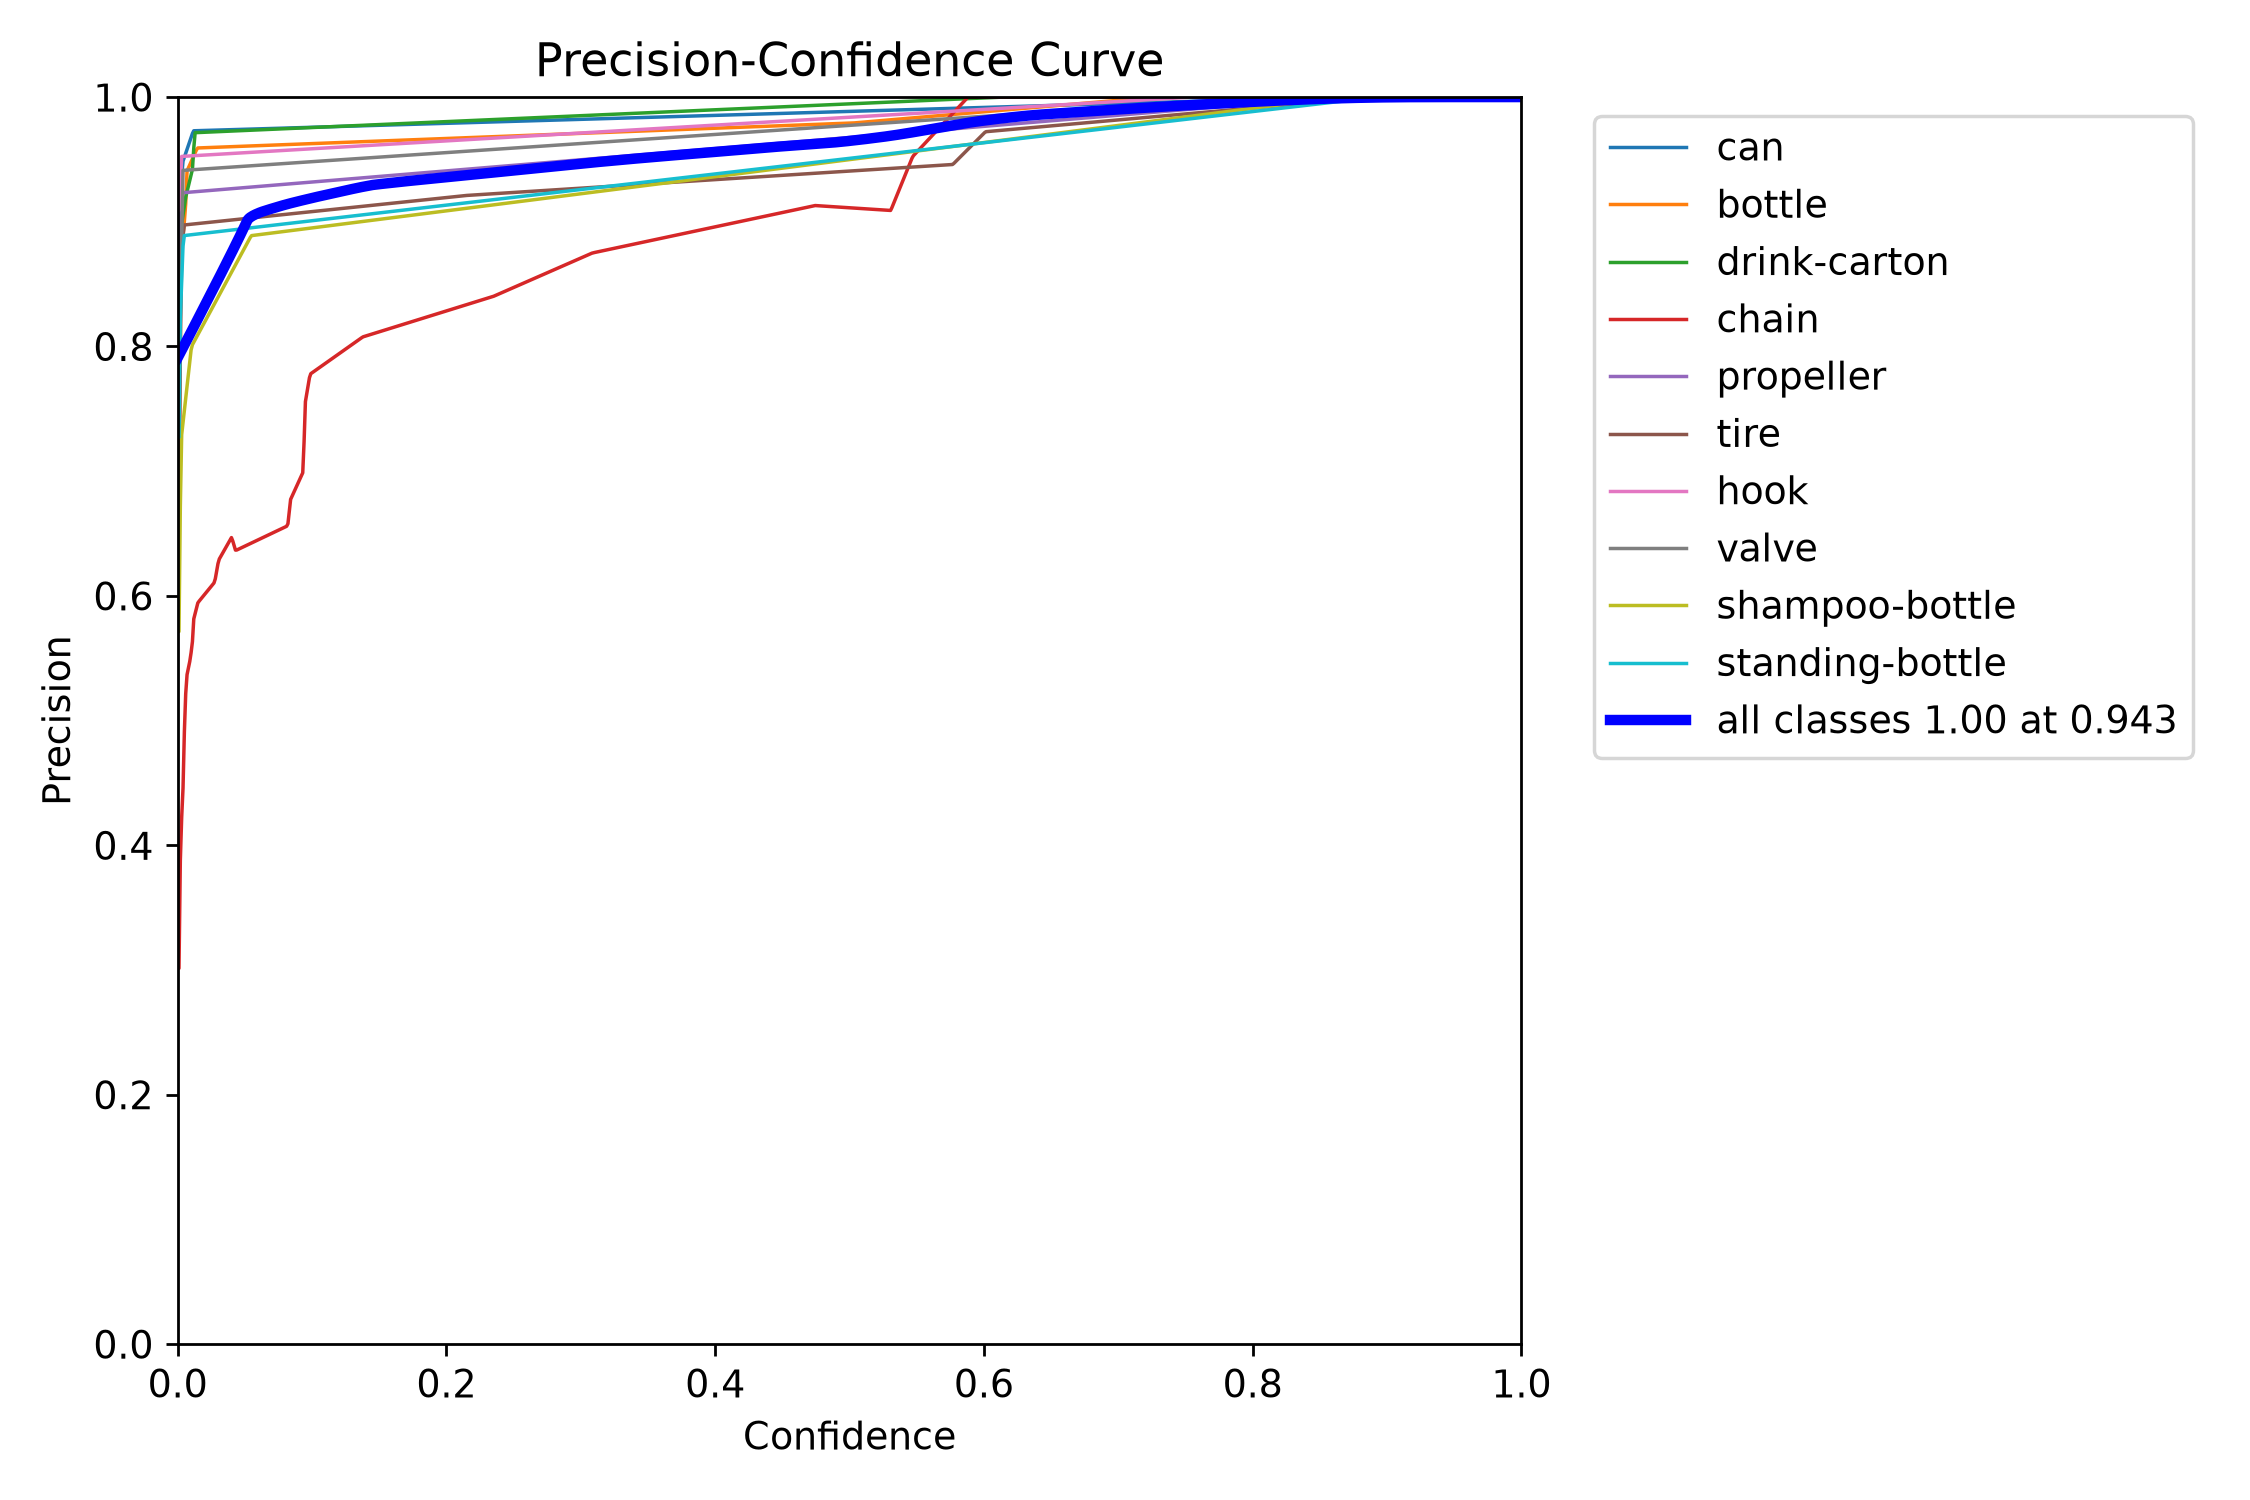 Precision-Confidence Curve
1.0
0.8
0.6
0.4
0.2
0.0
Precision
0.0 0.2 0.4 0.6 0.8 1.0
Confidence
can
bottle
drink-carton
chain
propeller
tire
hook
valve
shampoo-bottle
standing-bottle
all classes 1.00 at 0.943